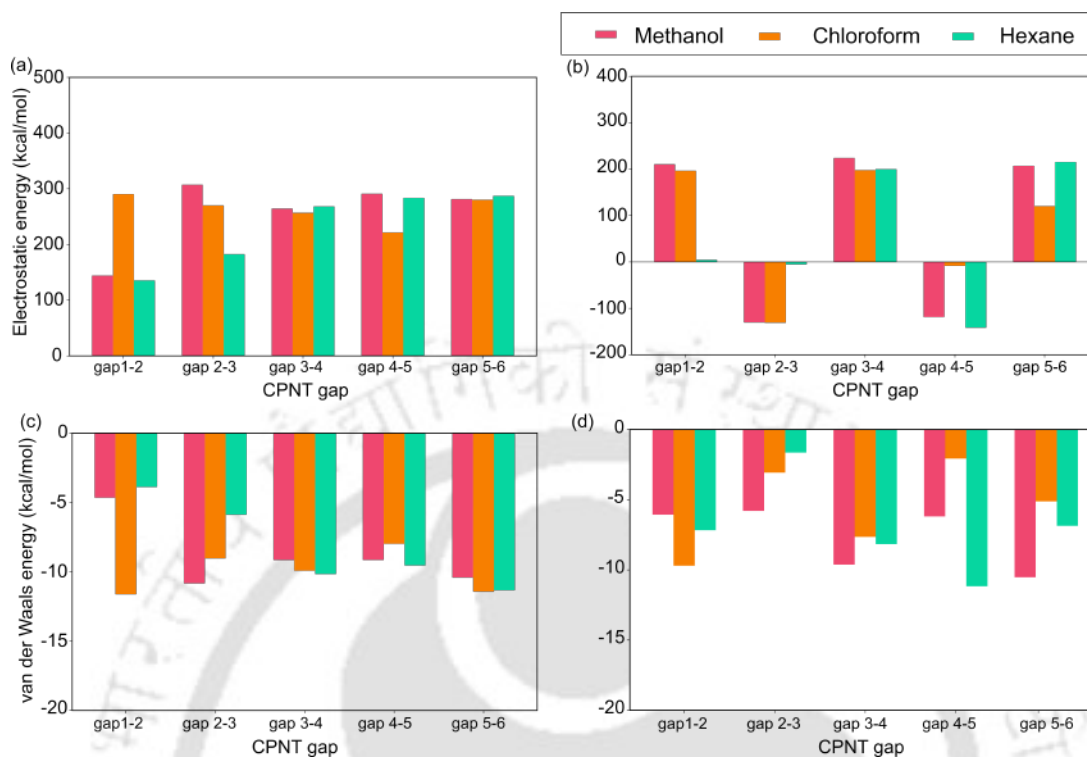 Methanol Chloroform Hexane
(a)
500
400
300
200
100
0
Electrostatic energy (kcal/mol)
gap1-2 gap 2-3 gap 3-4 gap 4-5 gap 5-6
CPNT gap
(b)
400
300
200
100
0
-100
-200
gap1-2 gap 2-3 gap 3-4 gap 4-5 gap 5-6
CPNT gap
(c)
0
-5
-10
-15
-20
van der Waals energy (kcal/mol)
gap1-2 gap 2-3 gap 3-4 gap 4-5 gap 5-6
CPNT gap
(d)
0
-5
-10
-15
-20
gap1-2 gap 2-3 gap 3-4 gap 4-5 gap 5-6
CPNT gap